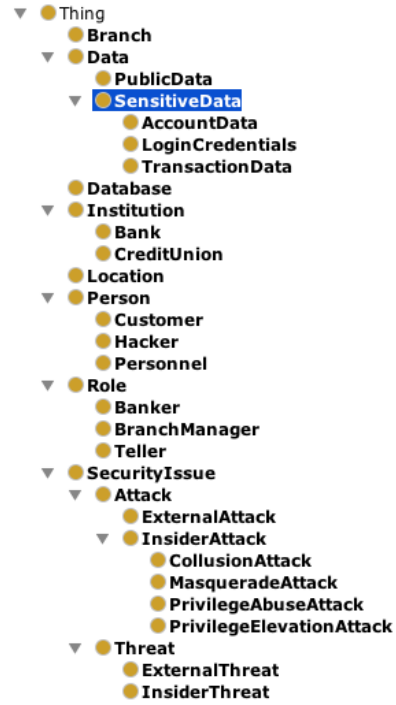 Thing
Branch
Data
PublicData
SensitiveData
AccountData
LoginCredentials
TransactionData
Database
Institution
Bank
CreditUnion
Location
Person
Customer
Hacker
Personnel
Role
Banker
BranchManager
Teller
SecurityIssue
Attack
ExternalAttack
InsiderAttack
CollusionAttack
MasqueradeAttack
PrivilegeAbuseAttack
PrivilegeElevationAttack
Threat
ExternalThreat
InsiderThreat